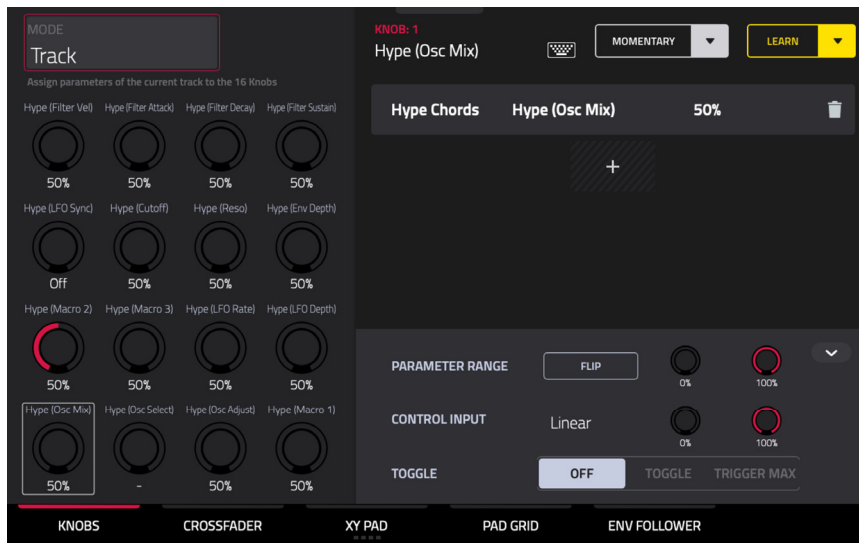 MODE
Track
Assign parameters of the current track to the 16 Knobs
Hype (Filter Vel) Hype (Filter Attack) Hype (Filter Decay) Hype (Filter Sustain)
50% 50% 50% 50%
Hype (LFO Sync) Hype (Cutoff) Hype (Reso) Hype (Env Depth)
Off 50% 50% 50%
Hype (Macro 2) Hype (Macro 3) Hype (LFO Rate) Hype (LFO Depth)
50% 50% 50% 50%
Hype (Osc Mix) Hype (Osc Select) Hype (Osc Adjust) Hype (Macro 1)
50% - 50% 50%
KNOB: 1
Hype (Osc Mix)
MOMENTARY
LEARN
Hype Chords Hype (Osc Mix) 50%
+
PARAMETER RANGE FLIP 0% 100%
CONTROL INPUT Linear 0% 100%
TOGGLE OFF TOGGLE TRIGGER MAX
KNOBS CROSSFADER XY PAD PAD GRID ENV FOLLOWER